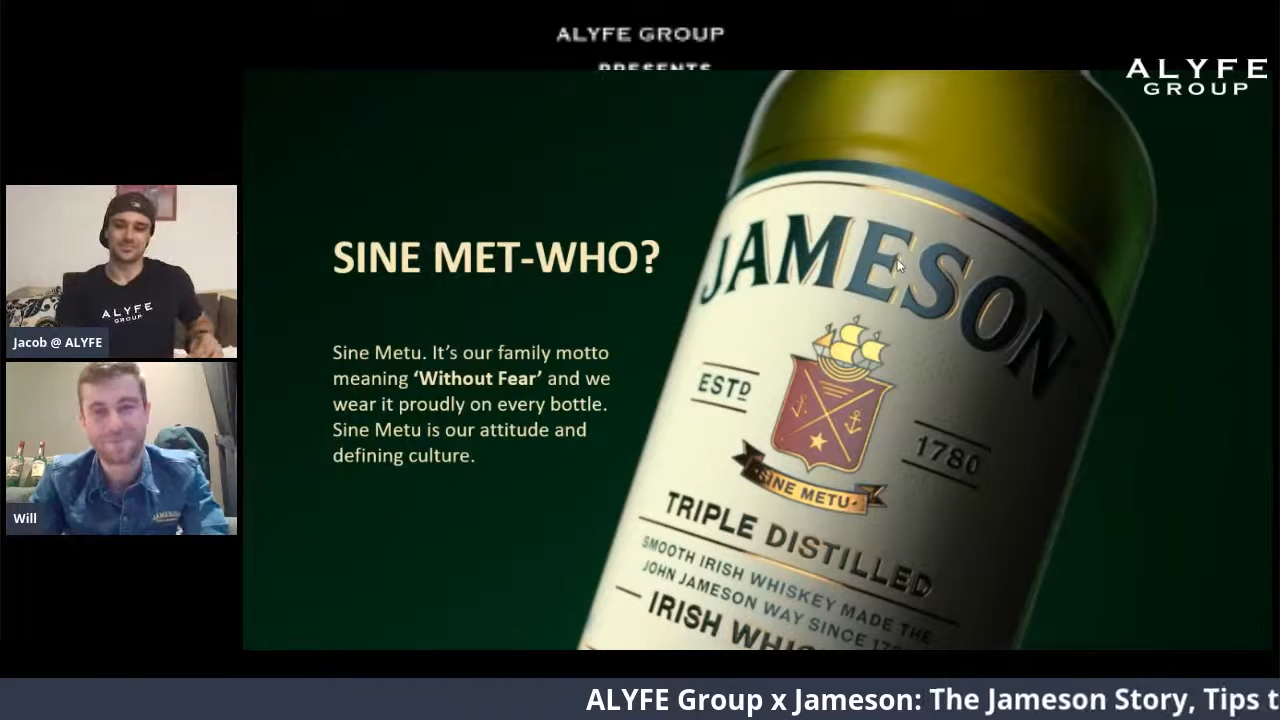 ALYFE GROUP
PRESENTS
ALYFE
GROUP
SINE MET-WHO?
Sine Metu. It’s our family motto
meaning ‘Without Fear’ and we
wear it proudly on every bottle.
Sine Metu is our attitude and
defining culture.
JAMESON
ESTD
1780
SINE METU
TRIPLE DISTILLED
SMOOTH IRISH WHISKEY MADE THE
JOHN JAMESON WAY SINCE
IRISH
ALYFE
GROUP
Jacob @ ALYFE
JAMESON
Will
ALYFE Group x Jameson: The Jameson Story, Tips t